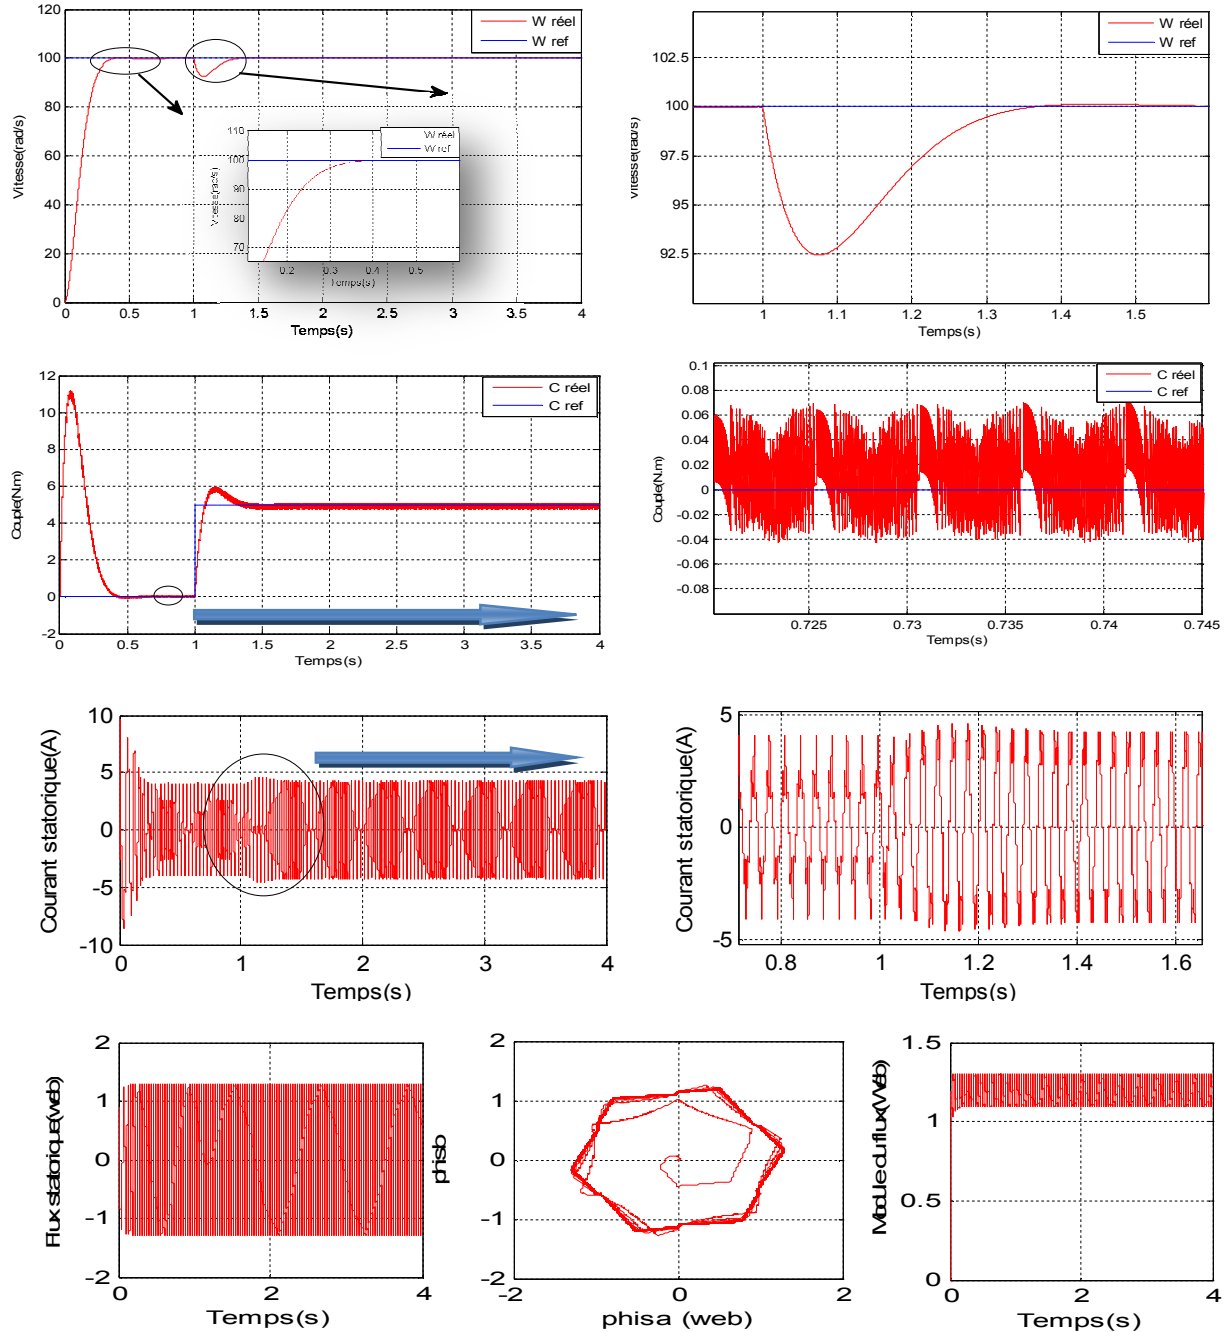 W réel
W ref
Vitesse(rad/s)
120
100
80
60
40
20
0
0 0.5 1 1.5 2 2.5 3 3.5 4
Temps(s)
W réel
W ref
Vitesse(rad/s)
110
100
90
80
70
0.2 0.3 0.4 0.5
Temps(s)
W réel
W ref
Vitesse(rad/s)
102.5
100
97.5
95
92.5
1 1.1 1.2 1.3 1.4 1.5
Temps(s)
C réel
C ref
Couple(N.m)
12
10
8
6
4
2
0
-2
0 0.5 1 1.5 2 2.5 3 3.5 4
Temps(s)
C réel
C ref
Couple(N.m)
0.1
0.08
0.06
0.04
0.02
0
-0.02
-0.04
-0.06
-0.08
0.725 0.73 0.735 0.74 0.745
Temps(s)
Courant statorique(A)
10
5
0
-5
-10
0 1 2 3 4
Temps(s)
Courant statorique(A)
5
0
-5
0.8 1 1.2 1.4 1.6
Temps(s)
Flux statorique(web)
2
1
0
-1
-2
0 2 4
Temps(s)
phisb
2
1
0
-1
-2
-2 0 2
phisa (web)
Module du flux(Web)
1.5
1
0.5
0
0 2 4
Temps(s)